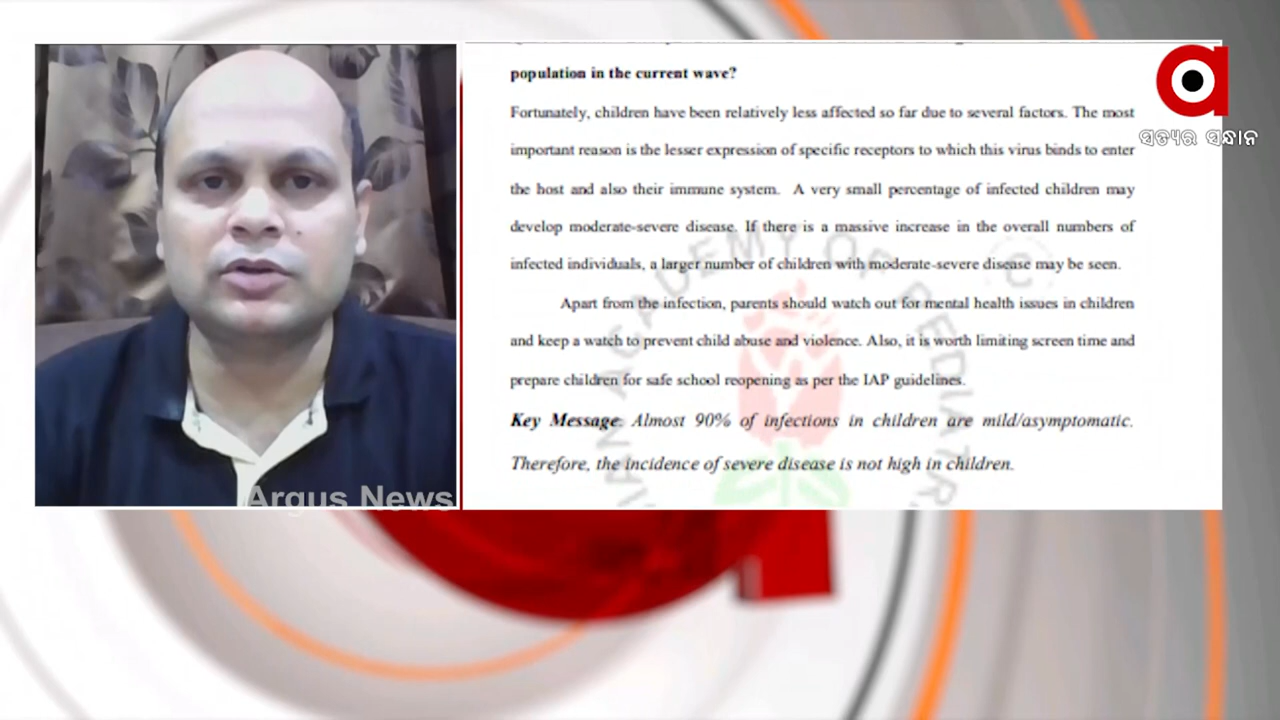 population in the current wave?
Fortunately, children have been relatively less affected so far due to several factors. The most
important reason is the lesser expression of specific receptors to which this virus binds to enter
the host and also their immune system. A very small percentage of infected children may
develop moderate-severe disease. If there is a massive increase in the overall numbers of
infected individuals, a larger number of children with moderate-severe disease may be seen.
Apart from the infection, parents should watch out for mental health issues in children
and keep a watch to prevent child abuse and violence. Also, it is worth limiting screen time and
prepare children for safe school reopening as per the IAP guidelines.
Key Message: Almost 90% of infections in children are mild/asymptomatic.
Therefore, the incidence of severe disease is not high in children.
ସତ୍ୟର ସନ୍ଧାନ
Argus News
ACADEMY OF PEDIATR